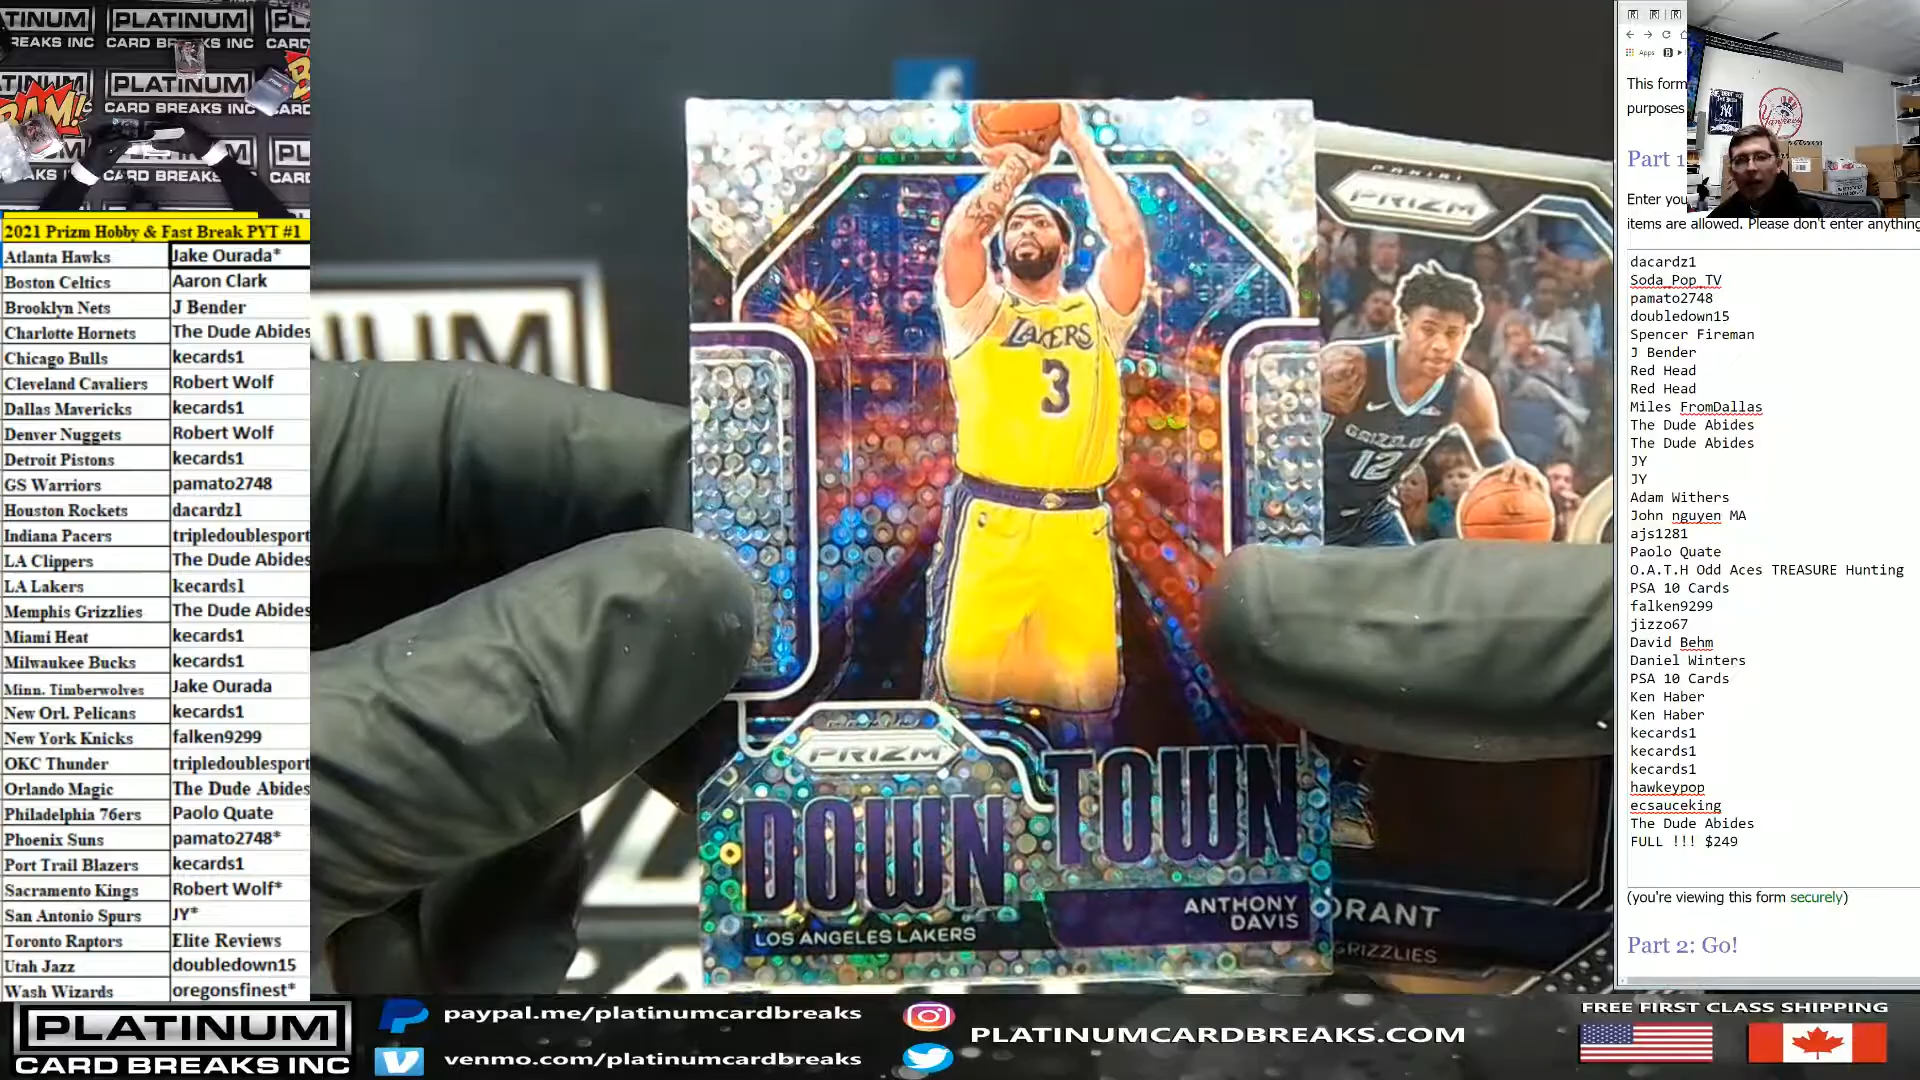 PLATINUM
CARD BREAKS INC
2021 Prizm Hobby & Fast Break PYT #1
Atlanta Hawks Jake Ourada*
Boston Celtics Aaron Clark
Brooklyn Nets J Bender
Charlotte Hornets The Dude Abides
Chicago Bulls kecards1
Cleveland Cavaliers Robert Wolf
Dallas Mavericks kecards1
Denver Nuggets Robert Wolf
Detroit Pistons kecards1
GS Warriors pamato2748
Houston Rockets dacardz1
Indiana Pacers tripledoublesport
LA Clippers The Dude Abides
LA Lakers kecards1
Memphis Grizzlies The Dude Abides
Miami Heat kecards1
Milwaukee Bucks kecards1
Minn. Timberwolves Jake Ourada
New Orl. Pelicans kecards1
New York Knicks falken9299
OKC Thunder tripledoublesport
Orlando Magic The Dude Abides
Philadelphia 76ers Paolo Quate
Phoenix Suns pamato2748*
Port Trail Blazers kecards1
Sacramento Kings Robert Wolf*
San Antonio Spurs JY*
Toronto Raptors Elite Reviews
Utah Jazz doubledown15
Wash Wizards oregonsfinest*
LAKERS
3
PRIZM
DOWN
TOWN
ANTHONY
DAVIS
LOS ANGELES LAKERS
PANINI
PRIZM
12
GRIZZLIES
Apps
This form
purposes
Part 1
Enter you
items are allowed. Please don't enter anything
dacardz1
Soda_Pop_TV
pamato2748
doubledown15
Spencer Fireman
J Bender
Red Head
Red Head
Miles FromDallas
The Dude Abides
The Dude Abides
JY
JY
Adam Withers
John nguyen MA
ajs1281
Paolo Quate
O.A.T.H Odd Aces TREASURE Hunting
PSA 10 Cards
falken9299
jizzo67
David Behm
Daniel Winters
PSA 10 Cards
Ken Haber
Ken Haber
kecards1
kecards1
kecards1
hawkeypop
ecsauceking
The Dude Abides
FULL !!! $249
(you're viewing this form securely)
Part 2: Go!
PLATINUM
CARD BREAKS INC
paypal.me/platinumcardbreaks
venmo.com/platinumcardbreaks
PLATINUMCARDBREAKS.COM
FREE FIRST CLASS SHIPPING